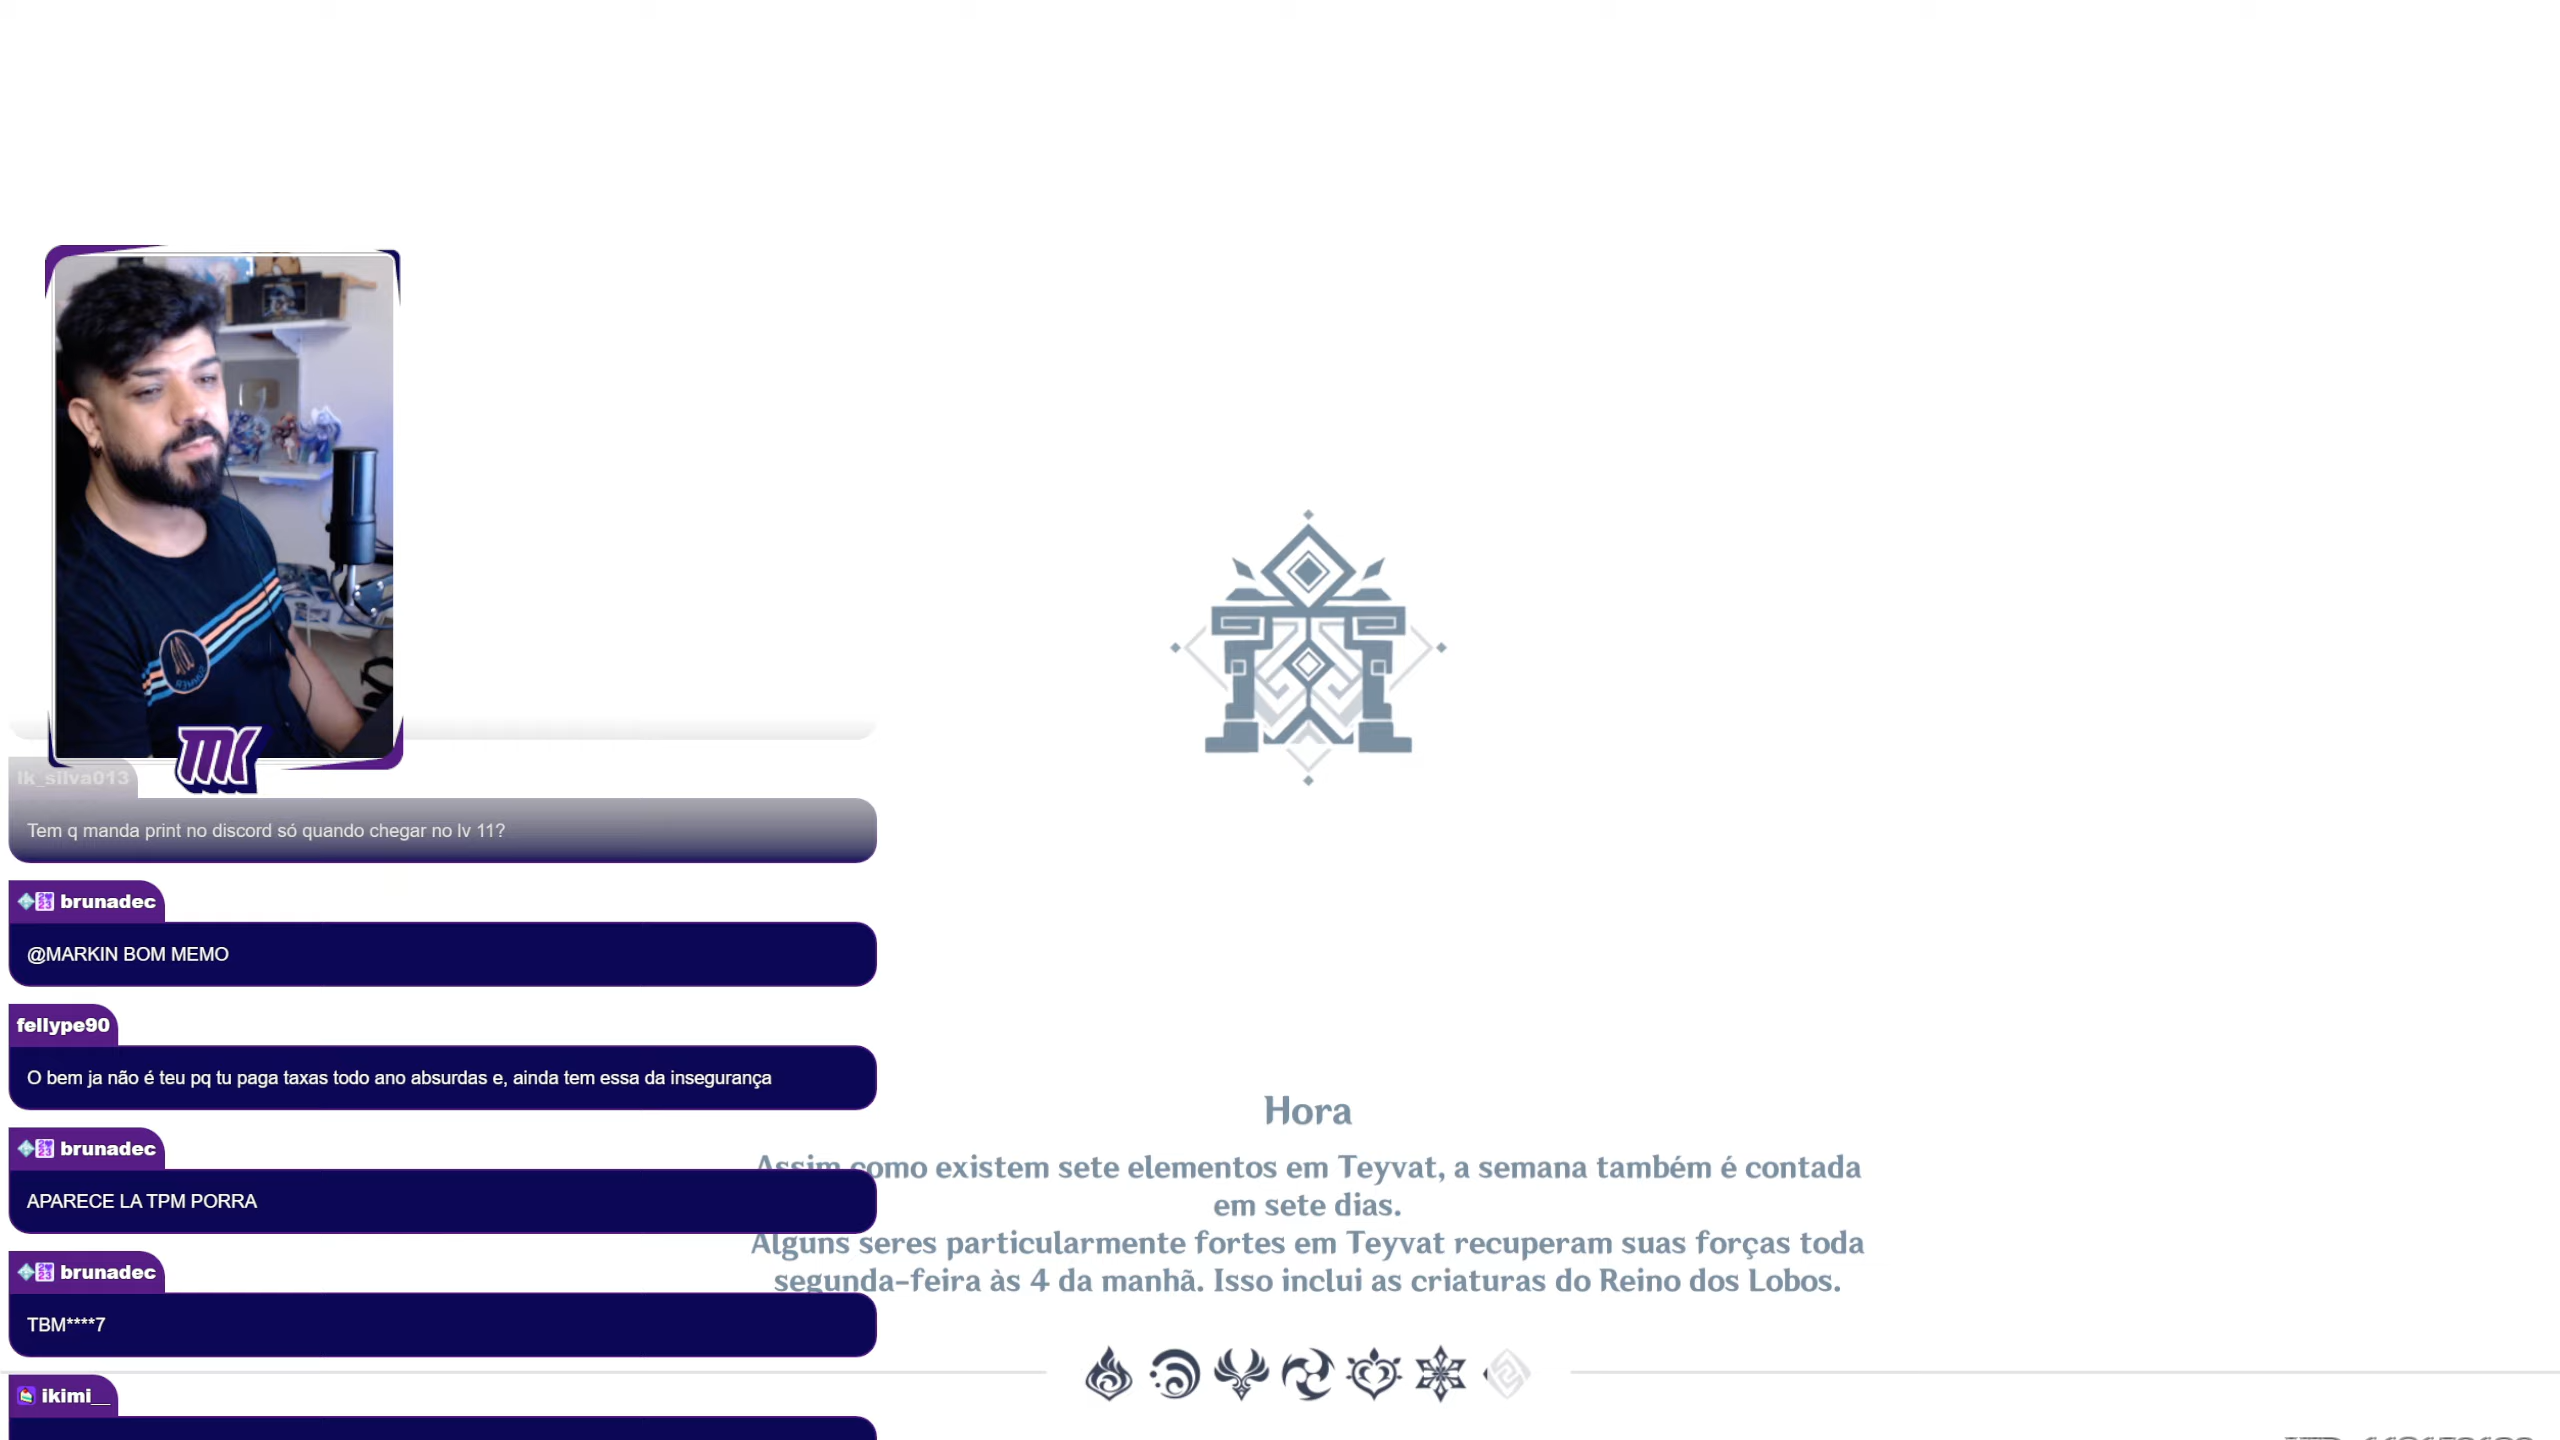 MK
lk_silva013
Tem q manda print no discord só quando chegar no lv 11?
brunadec
@MARKIN BOM MEMO
fellype90
O bem ja não é teu pq tu paga taxas todo ano absurdas e, ainda tem essa da insegurança
brunadec
APARECE LA TPM PORRA
brunadec
TBM****7
ikimi__
Hora
Assim como existem sete elementos em Teyvat, a semana também é contada
em sete dias.
Alguns seres particularmente fortes em Teyvat recuperam suas forças toda
segunda-feira às 4 da manhã. Isso inclui as criaturas do Reino dos Lobos.